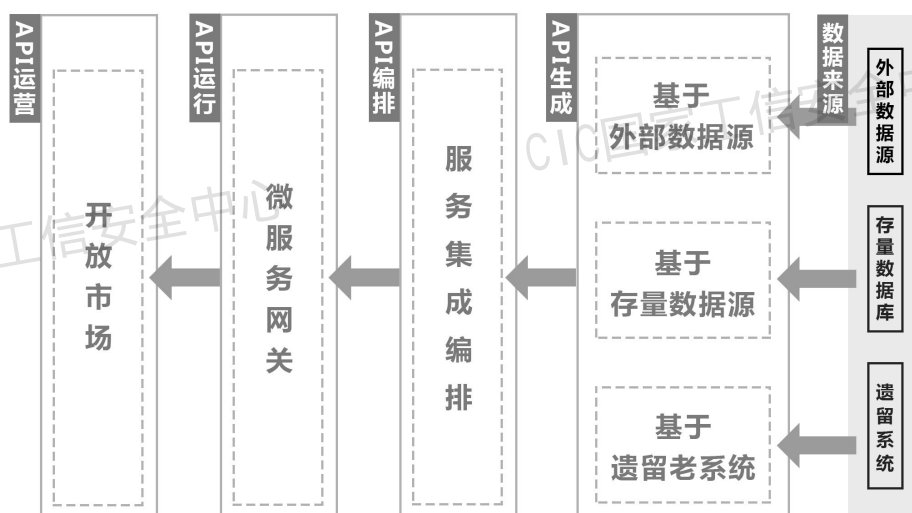 API运营
开放市场
API运行
微服务网关
API编排
服务集成编排
API生成
基于
外部数据源
基于
存量数据源
基于
遗留老系统
数据来源
外部数据源
存量数据库
遗留系统
工信安全中心
CIC国家工信安全中